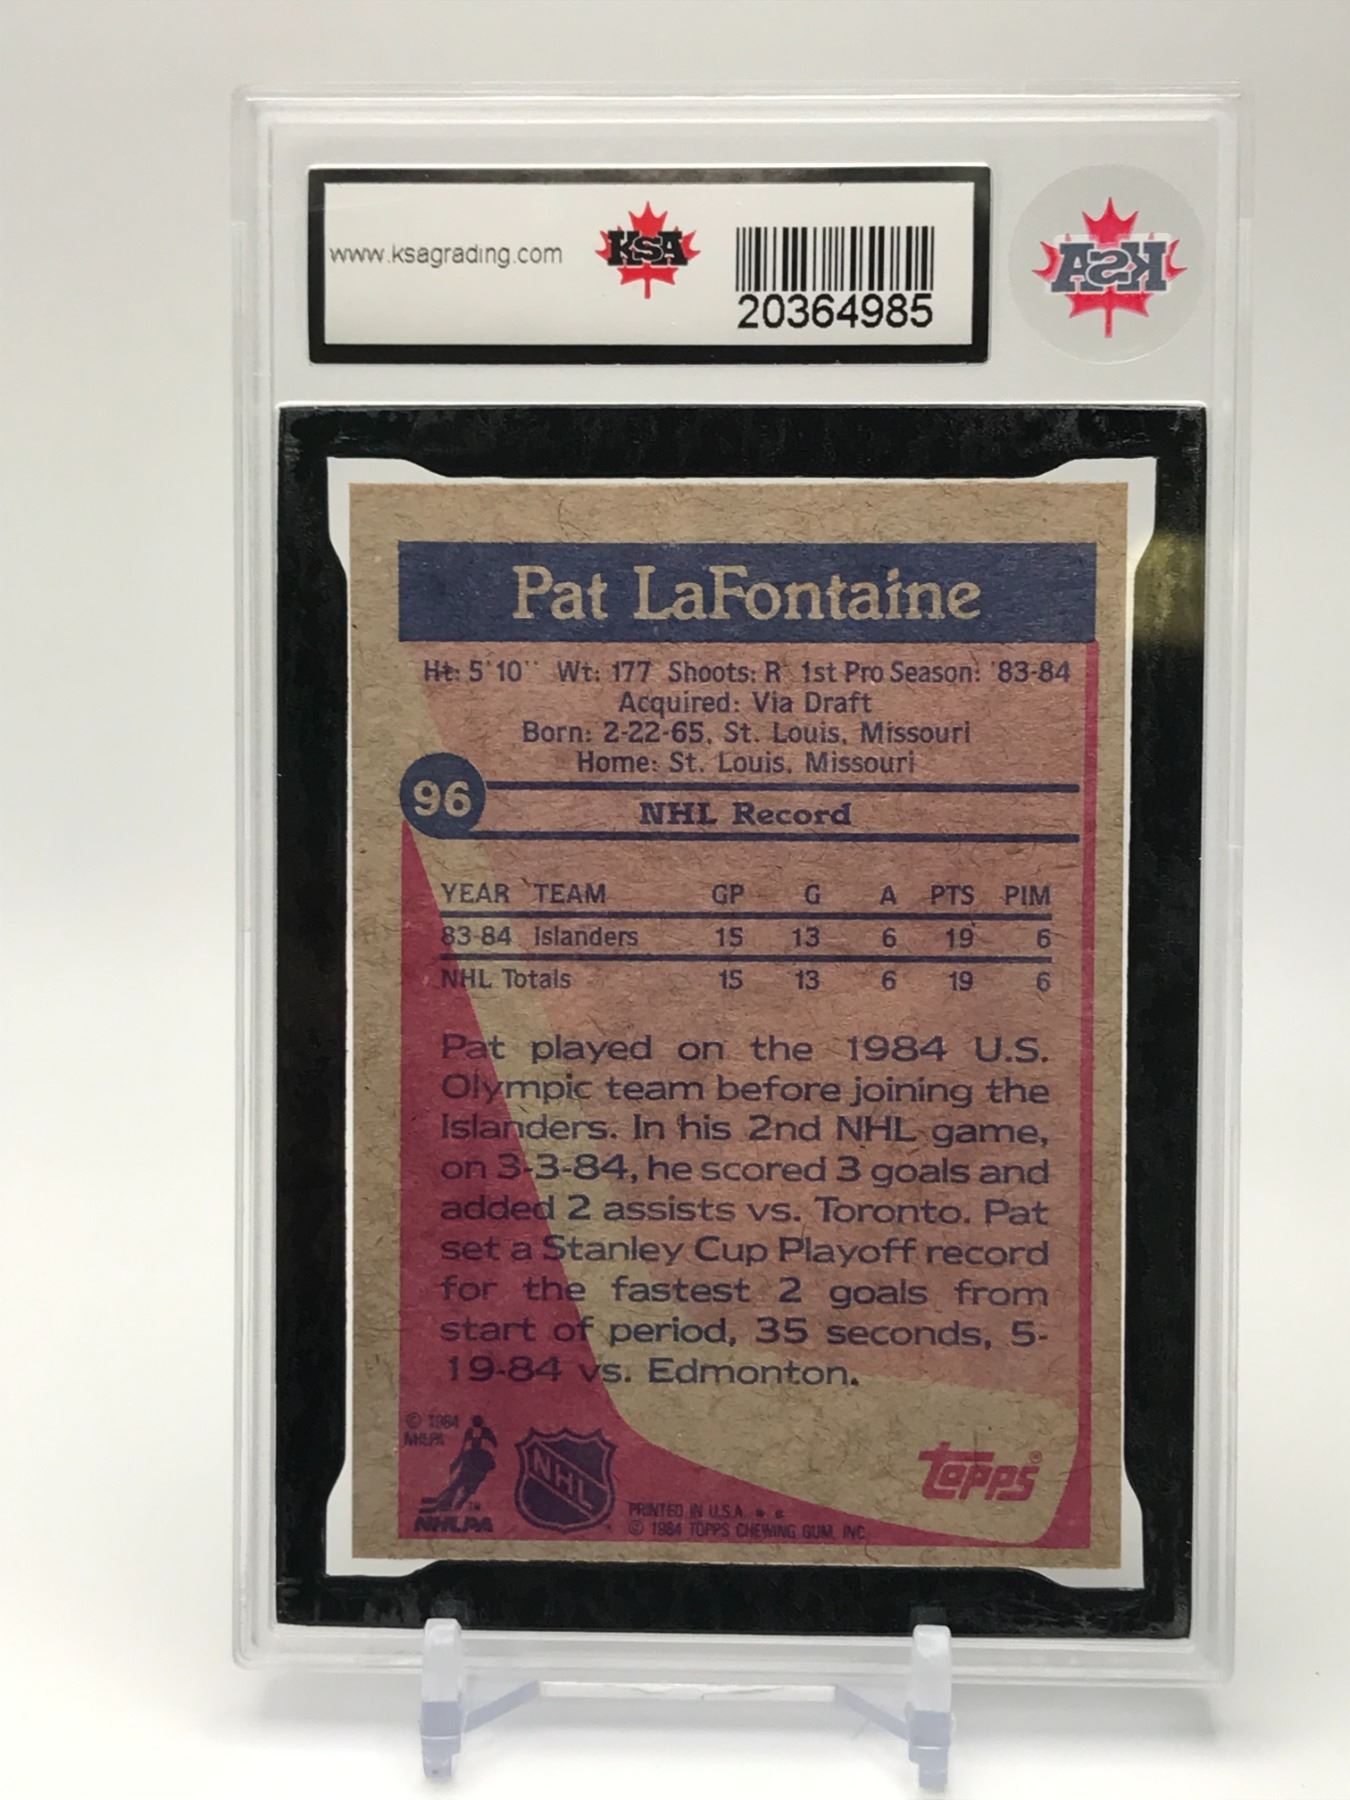 www.ksagrading.com
KSA
20364985
KSA
Pat LaFontaine
Ht: 5'10" Wt: 177 Shoots: R 1st Pro Season: '83-84
Acquired: Via Draft
Born: 2-22-65, St. Louis, Missouri
Home: St. Louis, Missouri
96
NHL Record
YEAR TEAM GP G A PTS PIM
83-84 Islanders 15 13 6 19 6
NHL Totals 15 13 6 19 6
Pat played on the 1984 U.S.
Olympic team before joining the
Islanders. In his 2nd NHL game,
on 3-3-84, he scored 3 goals and
added 2 assists vs. Toronto. Pat
set a Stanley Cup Playoff record
for the fastest 2 goals from
start of period, 35 seconds, 5-
19-84 vs. Edmonton.
© 1984
NHLPA
TM
NHLPA
NHL
topps®
PRINTED IN U.S.A. * *
© 1984 TOPPS CHEWING GUM, INC.